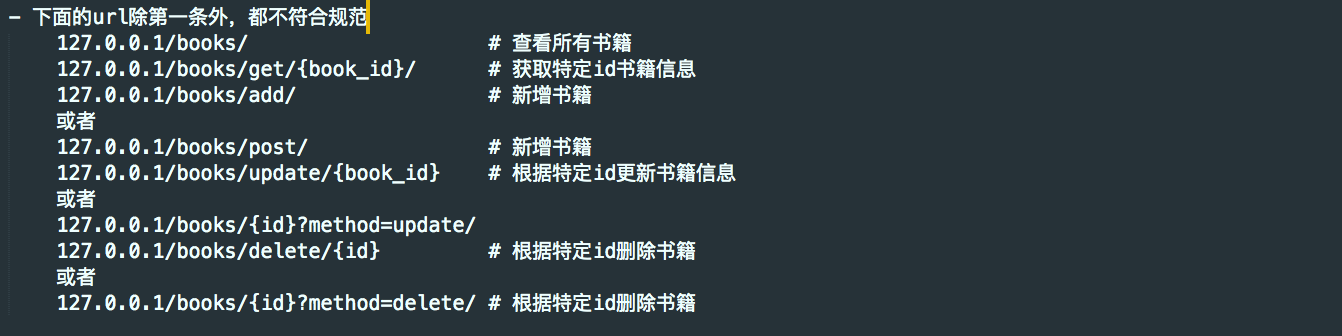 - 下面的url除第一条外，都不符合规范
127.0.0.1/books/ # 查看所有书籍
127.0.0.1/books/get/{book_id}/ # 获取特定id书籍信息
127.0.0.1/books/add/ # 新增书籍
或者
127.0.0.1/books/post/ # 新增书籍
127.0.0.1/books/update/{book_id} # 根据特定id更新书籍信息
或者
127.0.0.1/books/{id}?method=update/
127.0.0.1/books/delete/{id} # 根据特定id删除书籍
或者
127.0.0.1/books/{id}?method=delete/ # 根据特定id删除书籍